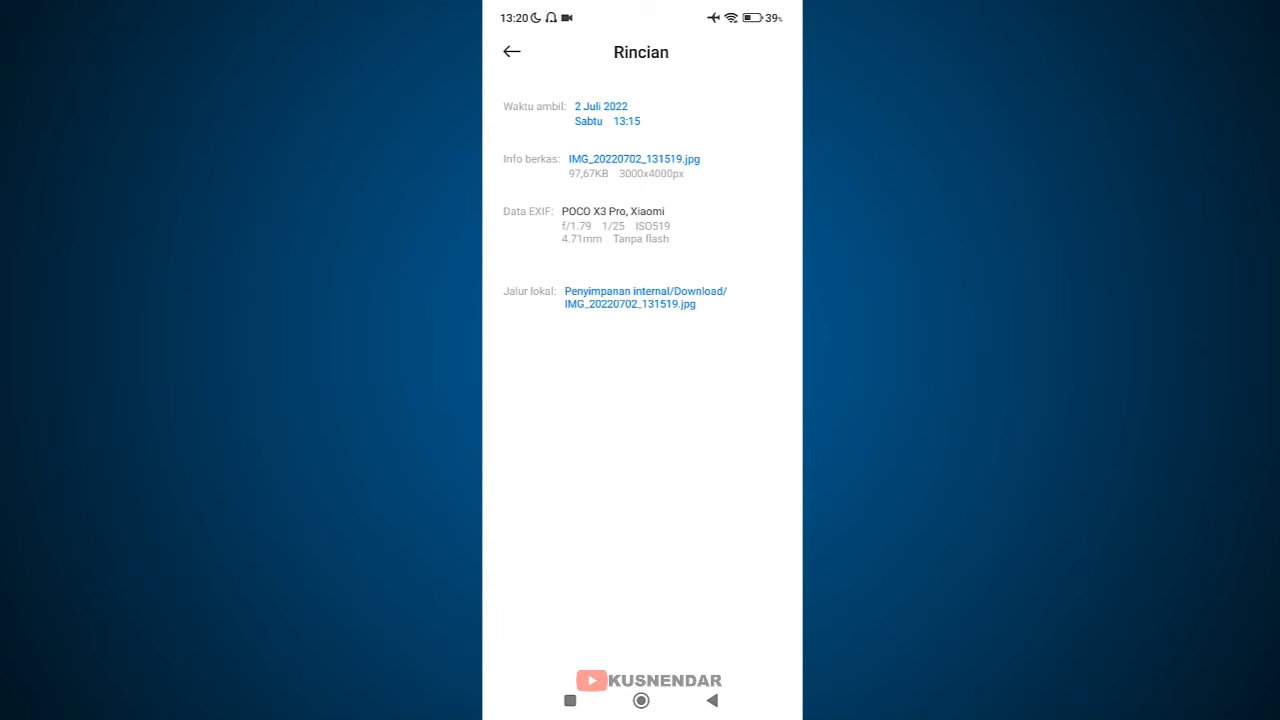 13:20 39%
Rincian
Waktu ambil: 2 Juli 2022
Sabtu 13:15
Info berkas: IMG_20220702_131519.jpg
97,67KB 3000x4000px
Data EXIF: POCO X3 Pro, Xiaomi
f/1.79 1/25 ISO519
4.71mm Tanpa flash
Jalur lokal: Penyimpanan internal/Download/
IMG_20220702_131519.jpg
KUSNENDAR